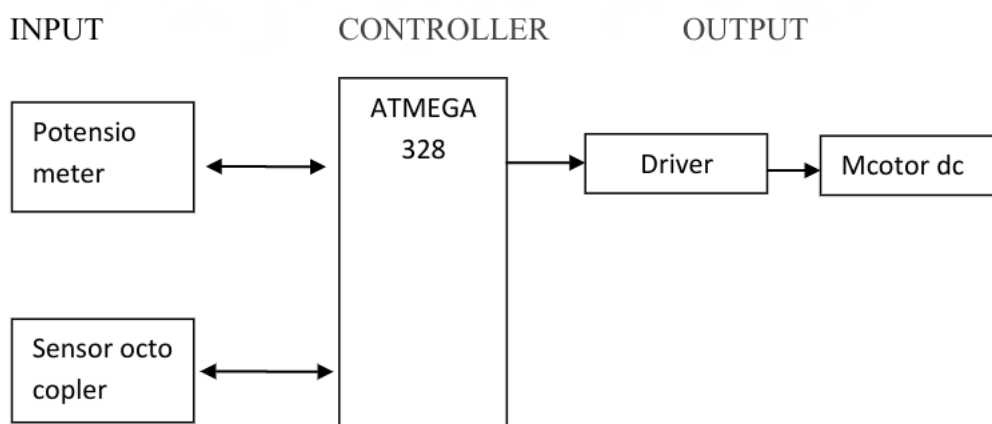 INPUT CONTROLLER OUTPUT
Potensio
meter
ATMEGA
328
Driver
Mcotor dc
Sensor octo
copler